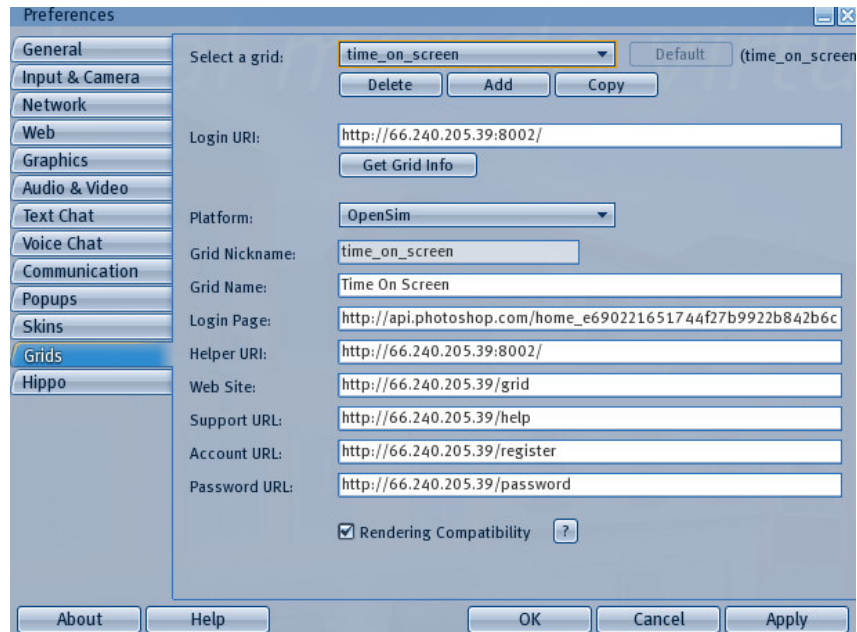 Preferences
General
Input & Camera
Network
Web
Graphics
Audio & Video
Text Chat
Voice Chat
Communication
Popups
Skins
Grids
Hippo
Select a grid: time_on_screen Default (time_on_screen
Delete Add Copy
Login URI: http://66.240.205.39:8002/
Get Grid Info
Platform: OpenSim
Grid Nickname: time_on_screen
Grid Name: Time On Screen
Login Page: http://api.photoshop.com/home_e690221651744f27b9922b842b6c
Helper URI: http://66.240.205.39:8002/
Web Site: http://66.240.205.39/grid
Support URL: http://66.240.205.39/help
Account URL: http://66.240.205.39/register
Password URL: http://66.240.205.39/password
Rendering Compatibility ?
About Help OK Cancel Apply